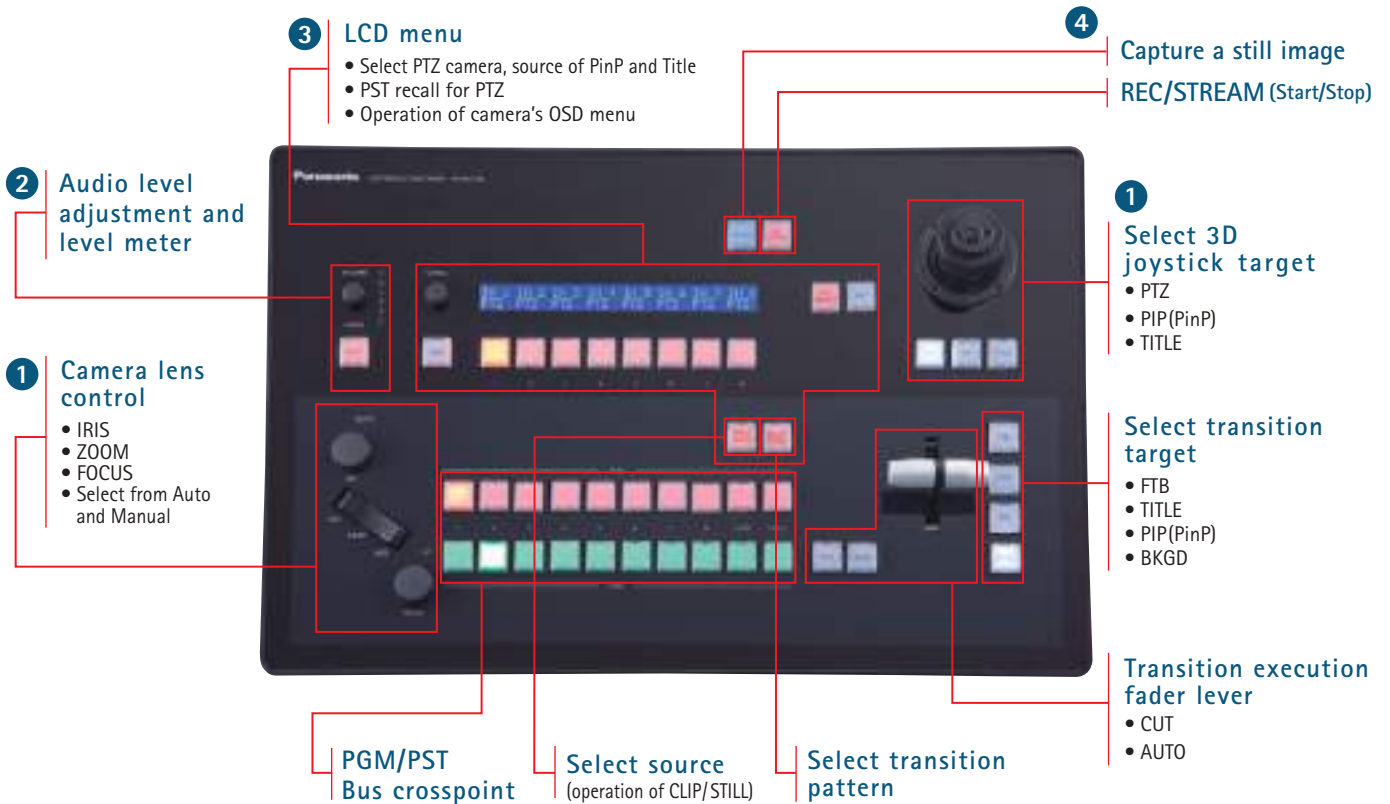 3
LCD menu
• Select PTZ camera, source of PinP and Title
• PST recall for PTZ
• Operation of camera's OSD menu
4
Capture a still image
REC/STREAM (Start/Stop)
2
Audio level
adjustment and
level meter
Panasonic
1
Select 3D
joystick target
• PTZ
• PIP(PinP)
• TITLE
1
Camera lens
control
• IRIS
• ZOOM
• FOCUS
• Select from Auto
and Manual
Select transition
target
• FTB
• TITLE
• PIP(PinP)
• BKGD
Transition execution
fader lever
• CUT
• AUTO
PGM/PST
Bus crosspoint
Select source
(operation of CLIP/STILL)
Select transition
pattern